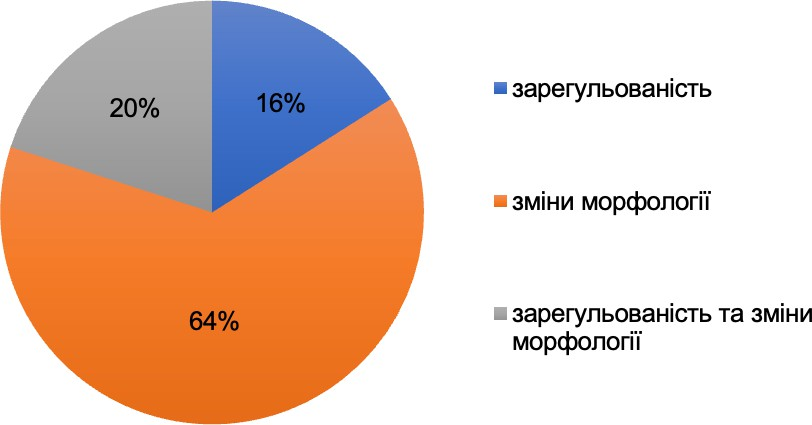 20%
16%
64%
зарегульованість
зміни морфології
зарегульованість та зміни
морфології